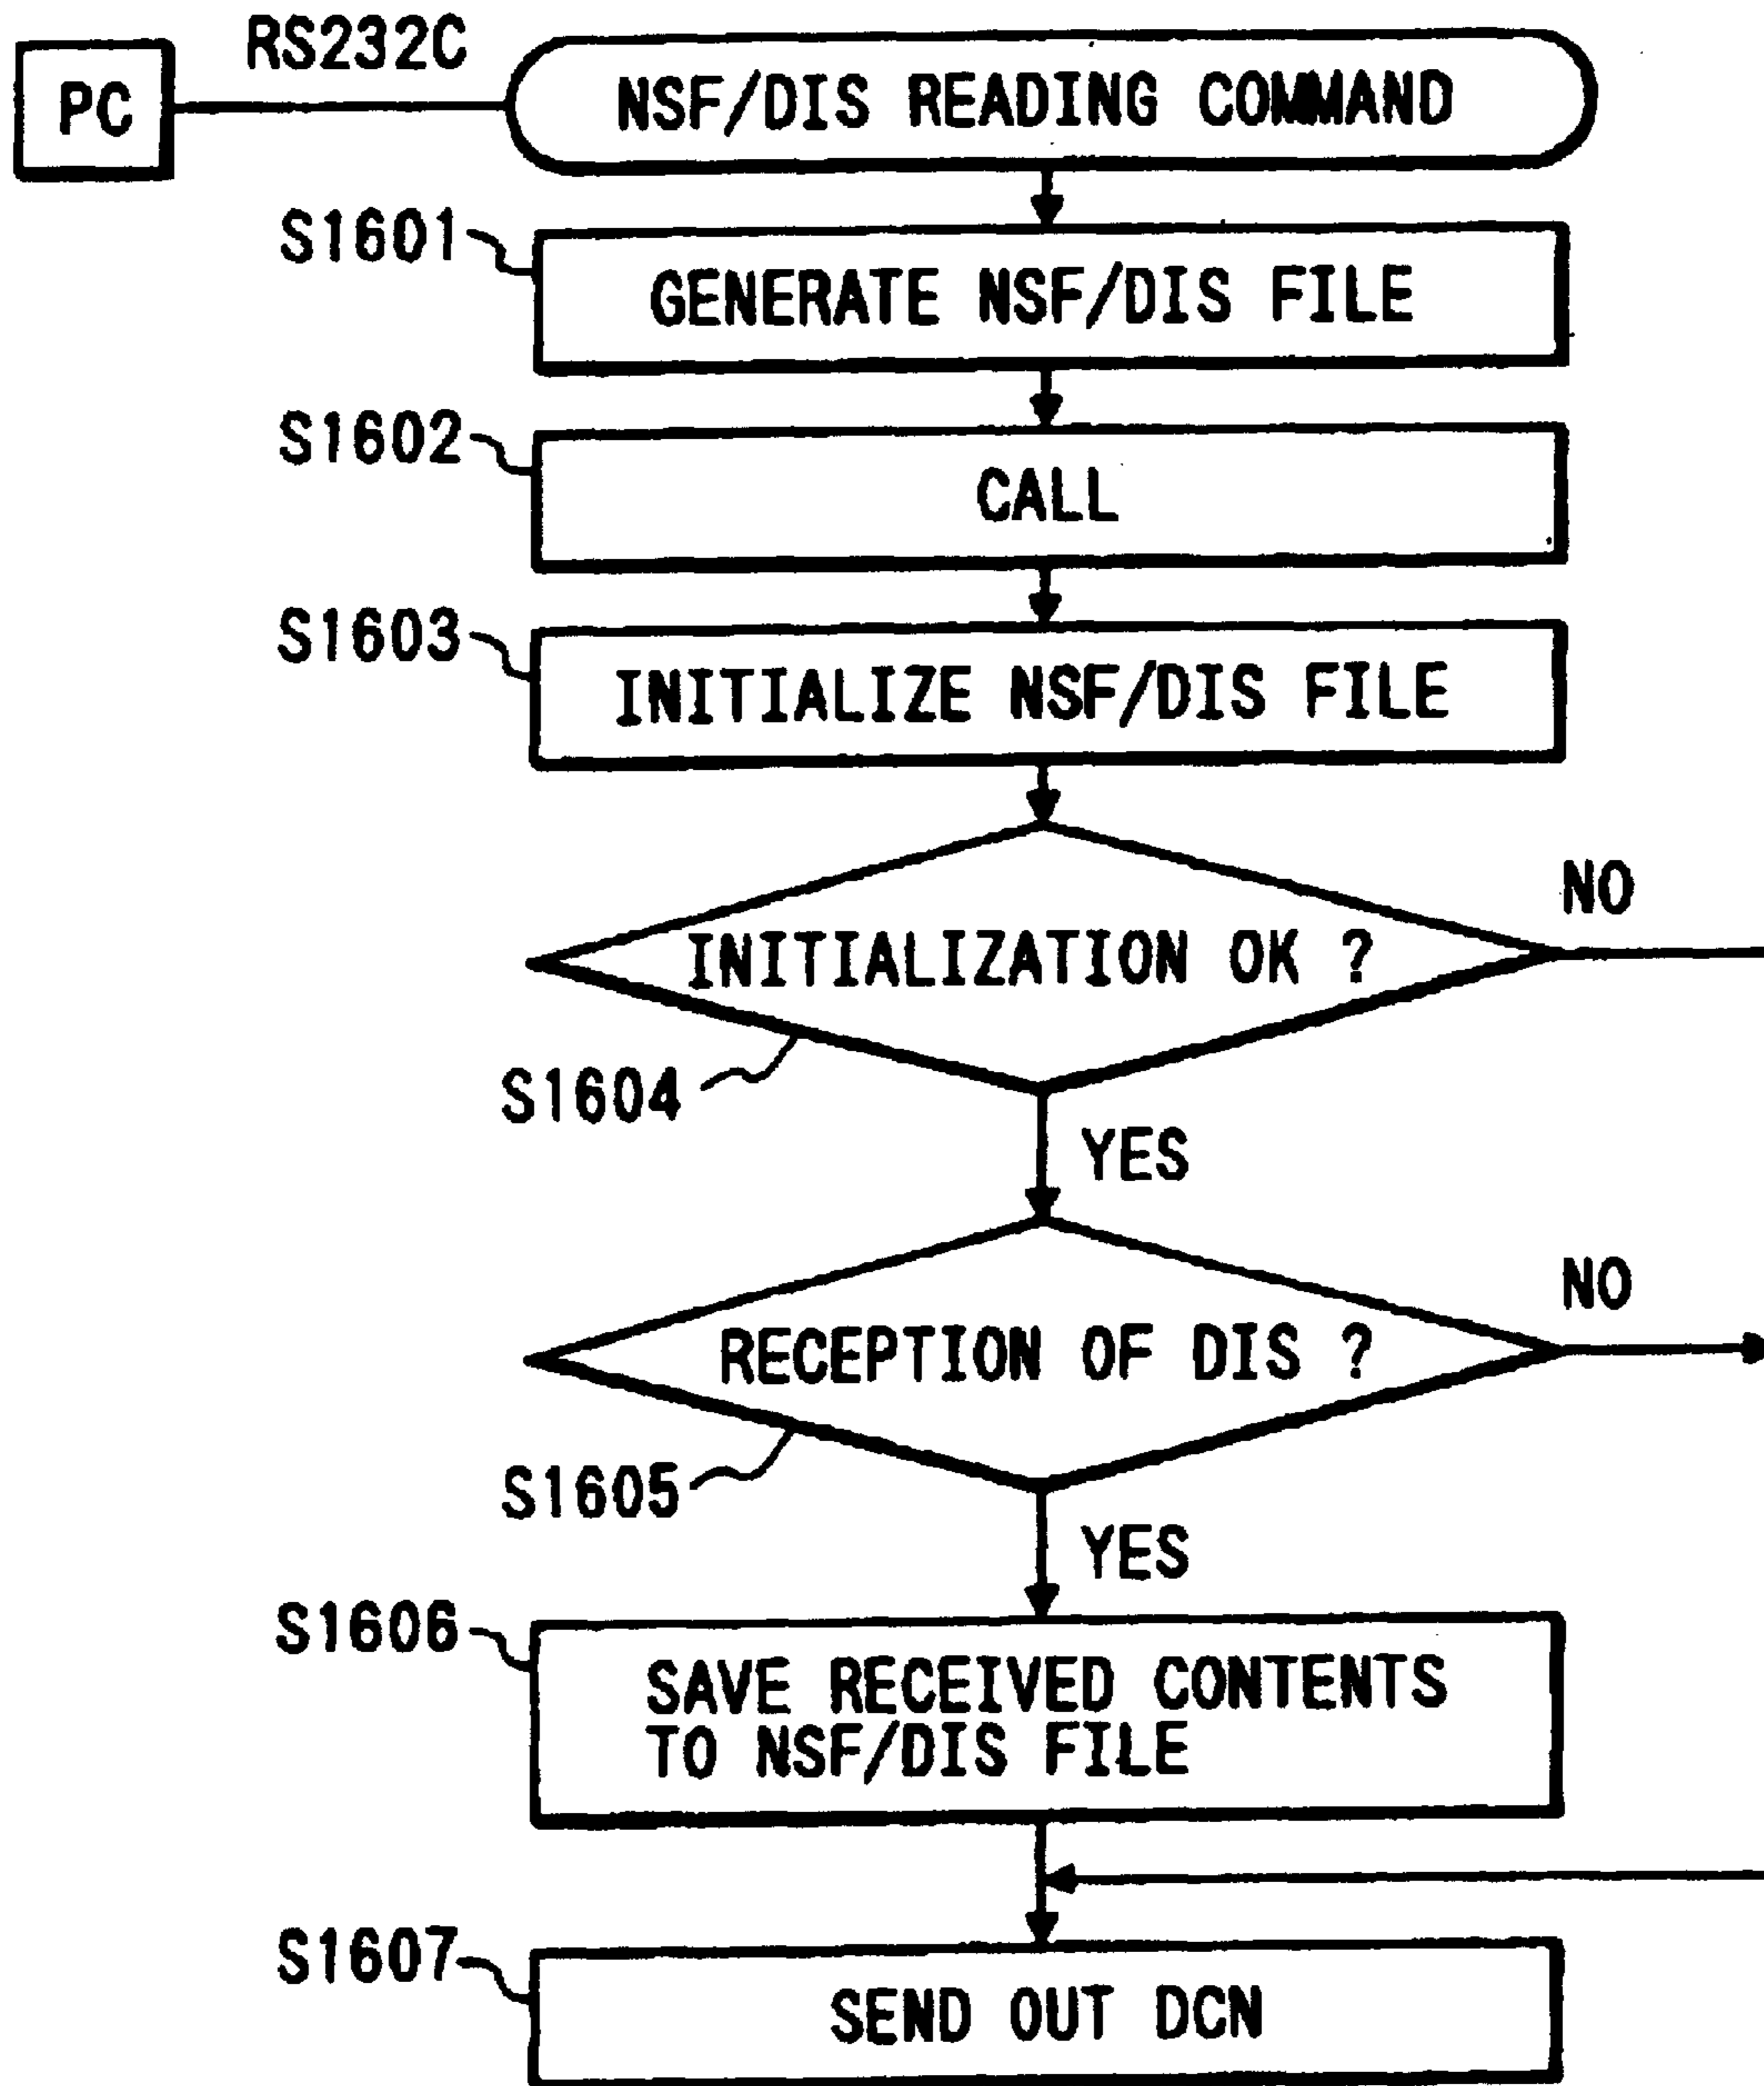 RS232C
PC
NSF/DIS READING COMMAND
S1601
GENERATE NSF/DIS FILE
S1602
CALL
S1603
INITIALIZE NSF/DIS FILE
NO
INITIALIZATION OK ?
S1604
YES
NO
RECEPTION OF DIS ?
S1605
YES
S1606
SAVE RECEIVED CONTENTS
TO NSF/DIS FILE
S1607
SEND OUT DCN